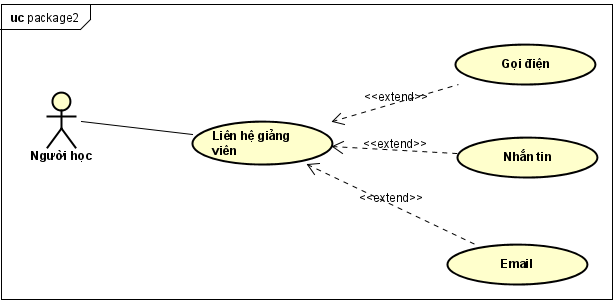 uc package2
Gọi điện
<<extend>>
Liên hệ giảng
viên
<<extend>>
Nhắn tin
Người học
<<extend>>
Email